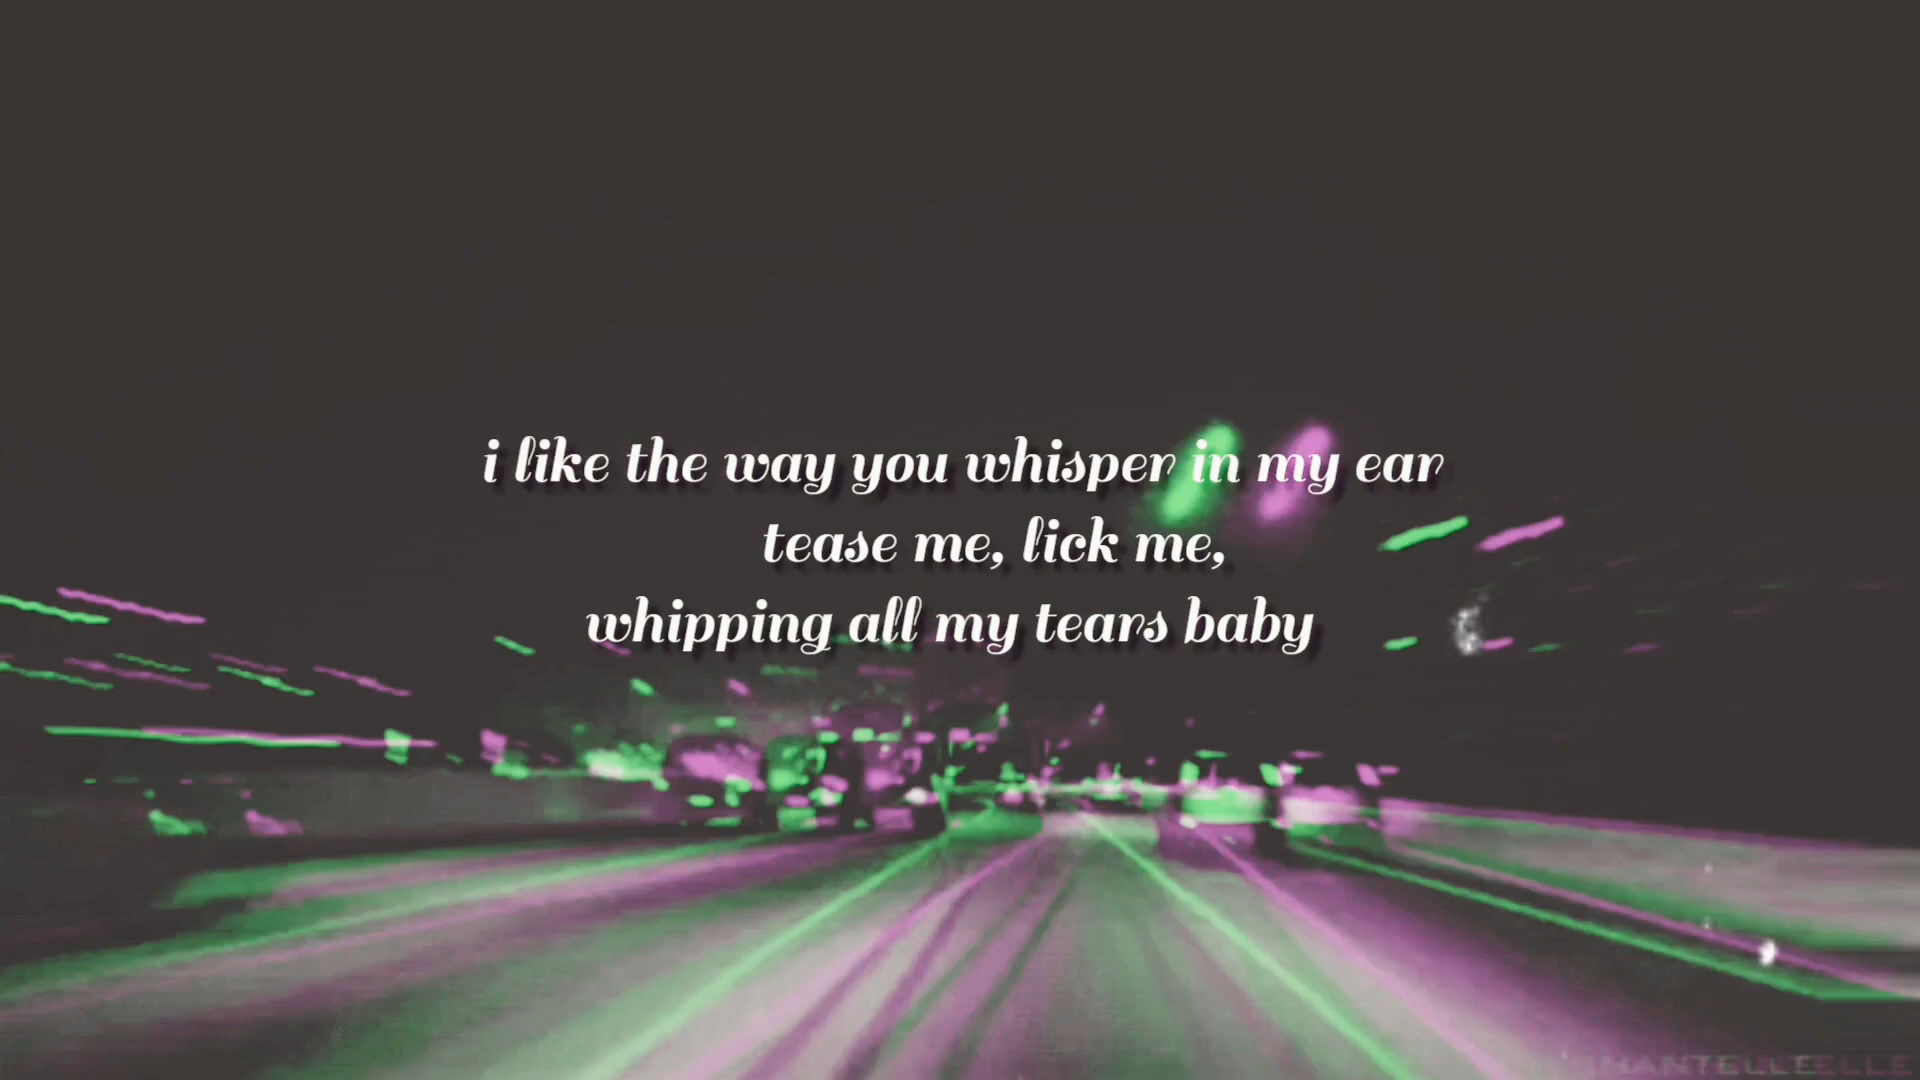 i like the way you whisper in my ear
tease me, lick me,
whipping all my tears baby